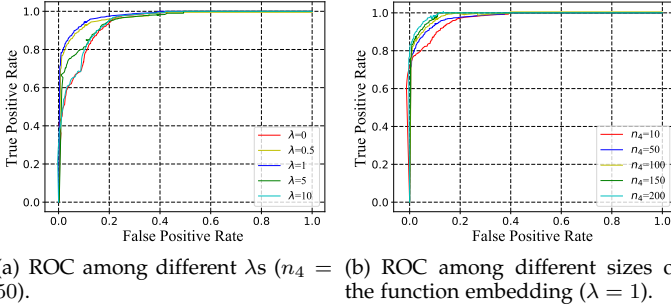 1.0
0.8
0.6
0.4
0.2
0.0
True Positive Rate
λ=0
λ=0.5
λ=1
λ=5
λ=10
0.0 0.2 0.4 0.6 0.8 1.0
False Positive Rate
1.0
0.8
0.6
0.4
0.2
0.0
True Positive Rate
n4=10
n4=50
n4=100
n4=150
n4=200
0.0 0.2 0.4 0.6 0.8 1.0
False Positive Rate
a) ROC among different λs (n4 =
50).
(b) ROC among different sizes o
the function embedding (λ = 1).